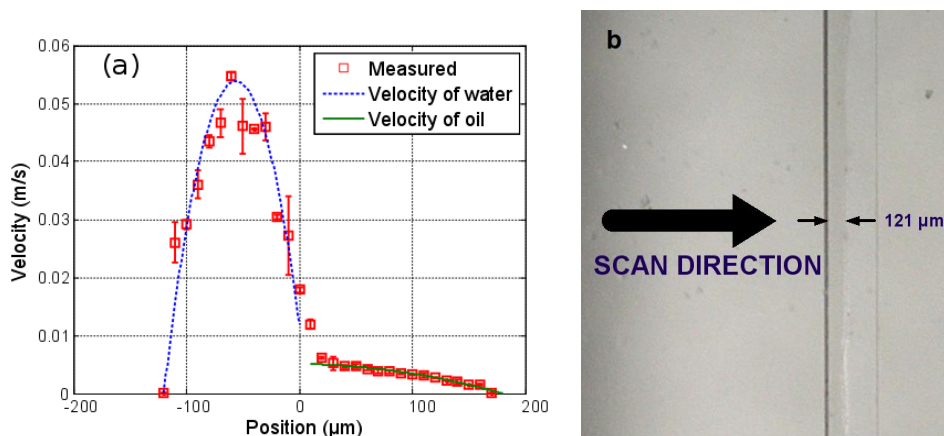 (a)
Measured
Velocity of water
Velocity of oil
0.06
0.05
0.04
0.03
0.02
0.01
0
Velocity (m/s)
-200
-100
0
100
200
Position (µm)
b
121 µm
SCAN DIRECTION